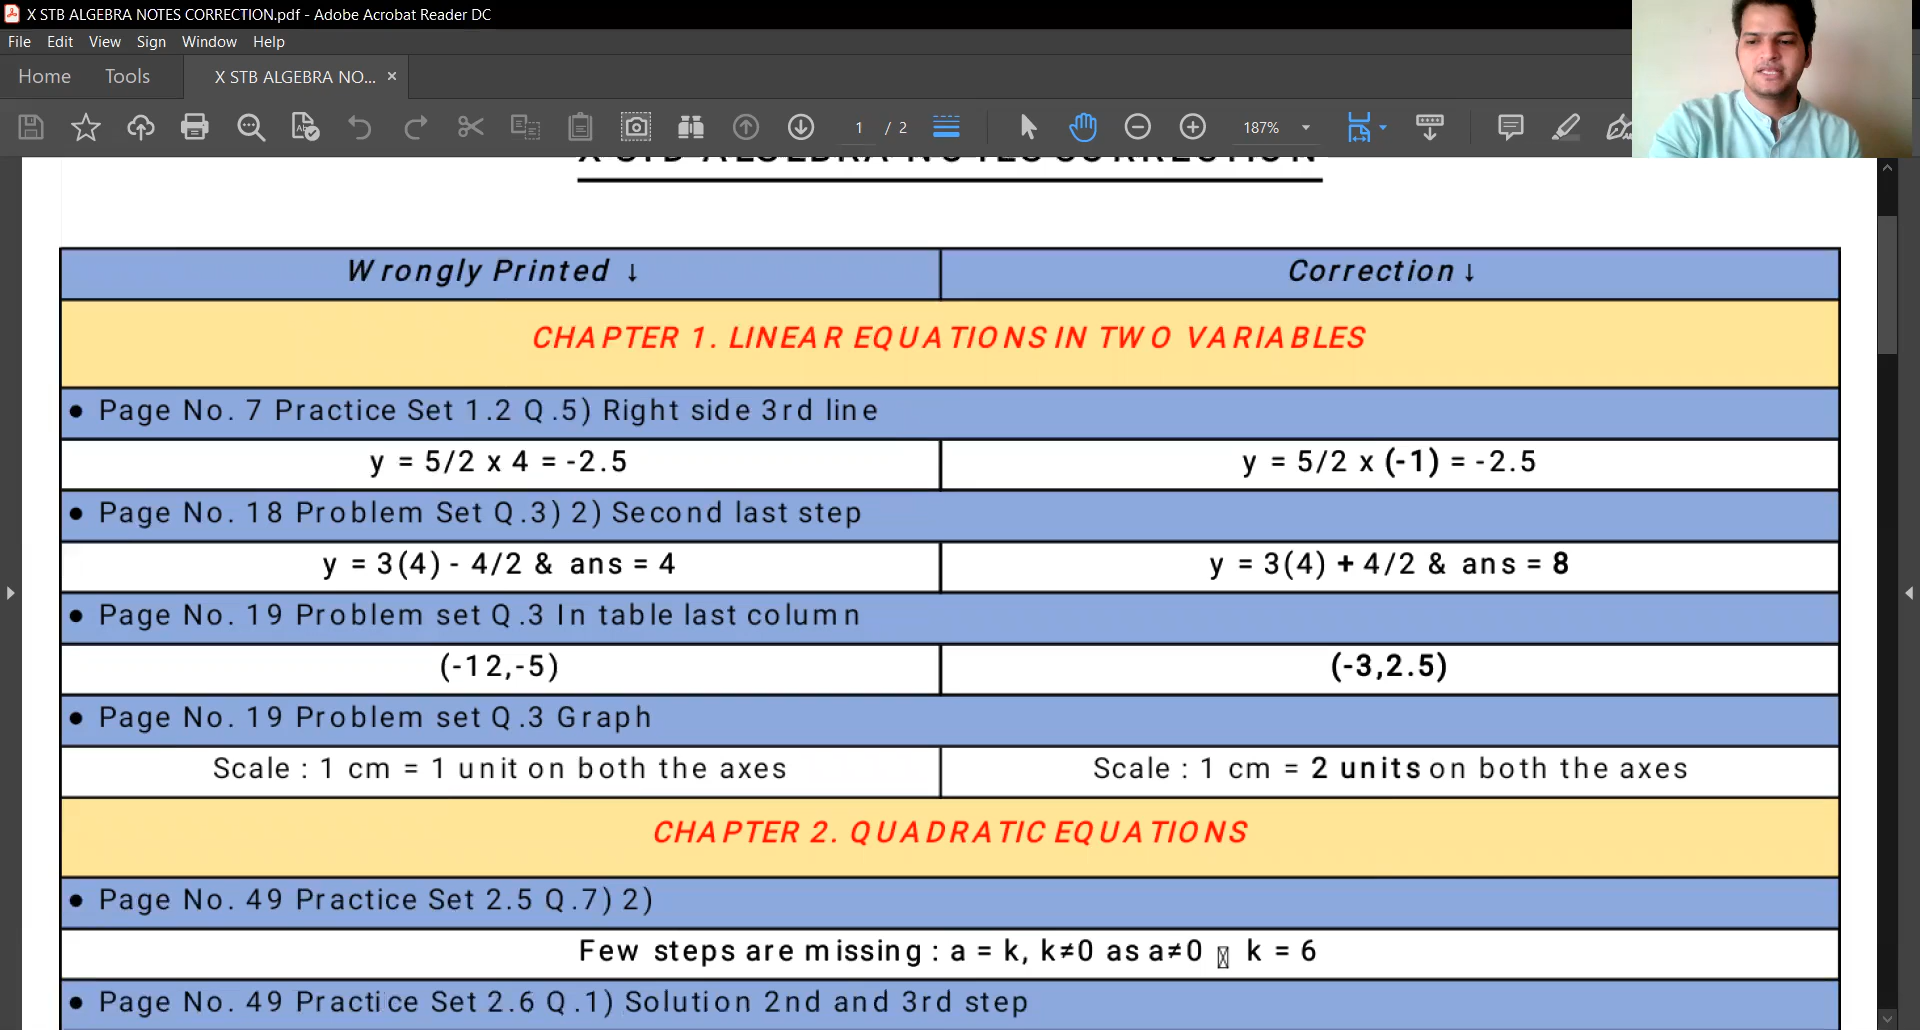 X STB ALGEBRA NOTES CORRECTION.pdf - Adobe Acrobat Reader DC
File Edit View Sign Window Help
Home Tools X STB ALGEBRA NO... ×
1 / 2 187%
X STB ALGEBRA NOTES CORRECTION
Wrongly Printed ↓ Correction ↓
CHAPTER 1. LINEAR EQUATIONS IN TWO VARIABLES
• Page No. 7 Practice Set 1.2 Q.5) Right side 3rd line
y = 5/2 x 4 = -2.5 y = 5/2 x (-1) = -2.5
• Page No. 18 Problem Set Q.3) 2) Second last step
y = 3(4) - 4/2 & ans = 4 y = 3(4) + 4/2 & ans = 8
• Page No. 19 Problem set Q.3 In table last column
(-12,-5) (-3,2.5)
• Page No. 19 Problem set Q.3 Graph
Scale : 1 cm = 1 unit on both the axes Scale : 1 cm = 2 units on both the axes
CHAPTER 2. QUADRATIC EQUATIONS
• Page No. 49 Practice Set 2.5 Q.7) 2)
Few steps are missing : a = k, k≠0 as a≠0 k = 6
• Page No. 49 Practice Set 2.6 Q.1) Solution 2nd and 3rd step